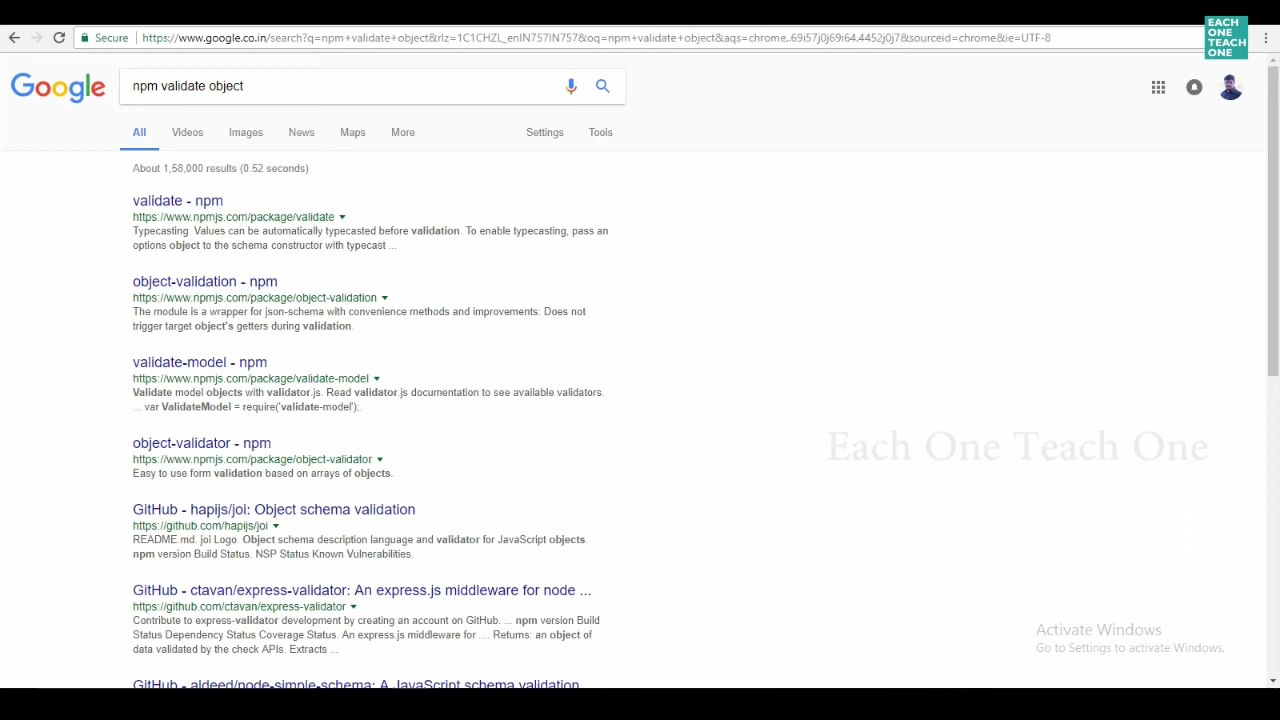 Secure
https://www.google.co.in/search?q=npm+validate+object&rlz=1C1CHZL_enIN757IN757&oq=npm+validate+object&aqs=chrome..69i57j0j69i64.4452j0j7&sourceid=chrome&ie=UTF-8
EACH
ONE
TEACH
ONE
Google
npm validate object
All Videos Images News Maps More Settings Tools
About 1,58,000 results (0.52 seconds)
validate - npm
https://www.npmjs.com/package/validate
Typecasting. Values can be automatically typecasted before validation. To enable typecasting, pass an
options object to the schema constructor with typecast ...
object-validation - npm
https://www.npmjs.com/package/object-validation
The module is a wrapper for json-schema with convenience methods and improvements: Does not
trigger target object's getters during validation.
validate-model - npm
https://www.npmjs.com/package/validate-model
Validate model objects with validator.js. Read validator.js documentation to see available validators.
... var ValidateModel = require('validate-model');.
object-validator - npm
https://www.npmjs.com/package/object-validator
Easy to use form validation based on arrays of objects.
Each One Teach One
GitHub - hapijs/joi: Object schema validation
https://github.com/hapijs/joi
README.md. joi Logo. Object schema description language and validator for JavaScript objects.
npm version Build Status. NSP Status Known Vulnerabilities.
GitHub - ctavan/express-validator: An express.js middleware for node ...
https://github.com/ctavan/express-validator
Contribute to express-validator development by creating an account on GitHub. ... npm version Build
Status Dependency Status Coverage Status. An express.js middleware for .... Returns: an object of
data validated by the check APIs. Extracts ...
Activate Windows
Go to Settings to activate Windows.
GitHub - aldeed/node-simple-schema: A JavaScript schema validation